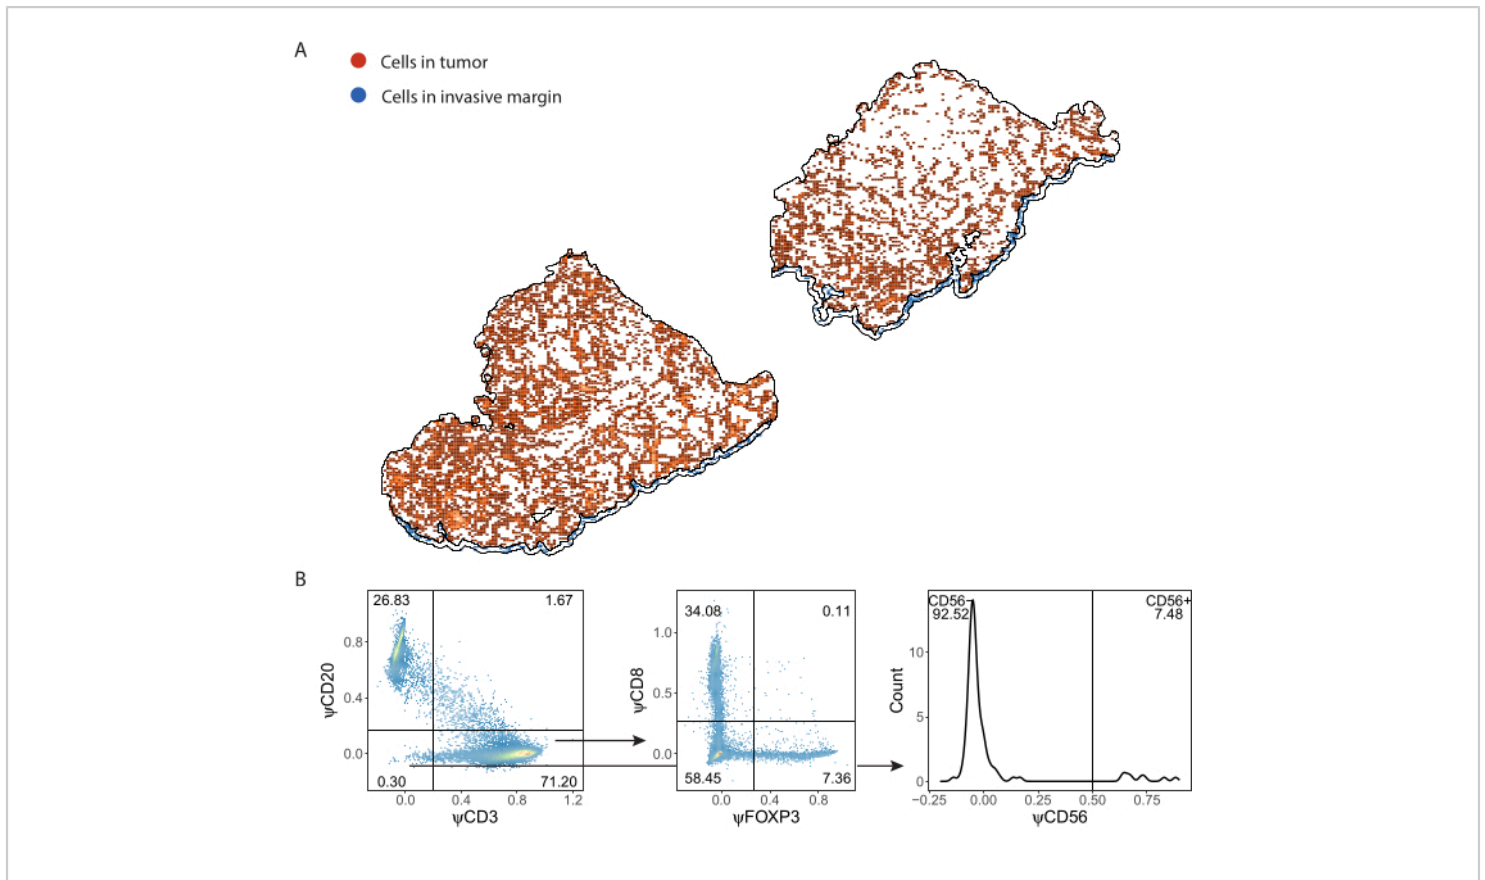 A
Cells in tumor
Cells in invasive margin
B
26.83 1.67
0.8
0.4
0.0
0.30 71.20
0.0 0.4 0.8 1.2
ψCD20
ψCD3
34.08 0.11
1.0
0.5
0.0
58.45 7.36
0.0 0.4 0.8
ψCD8
ψFOXP3
CD56- CD56+
92.52 7.48
10
5
0
−0.25 0.00 0.25 0.50 0.75
Count
ψCD56